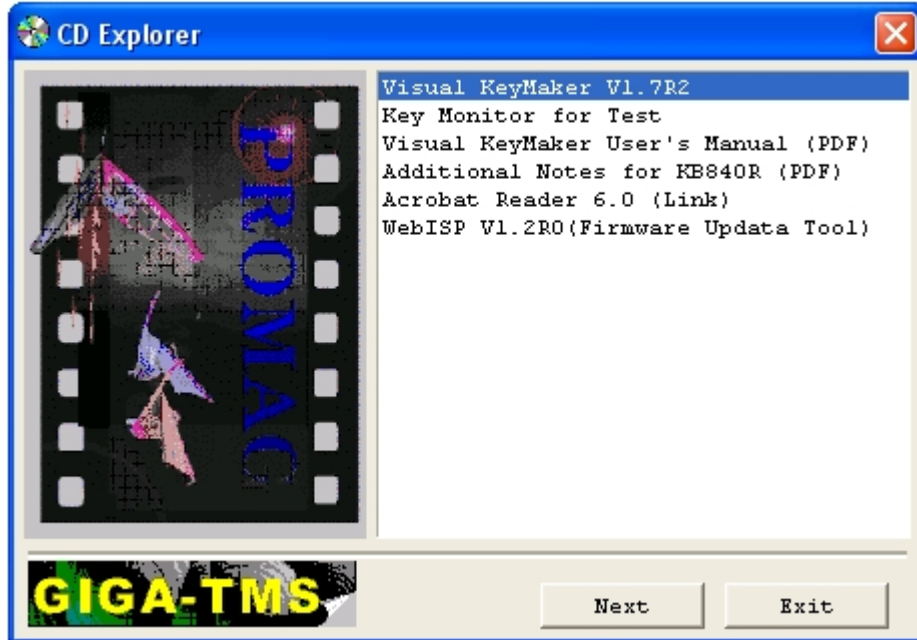 CD Explorer
PROMAG
Visual KeyMaker V1.7R2
Key Monitor for Test
Visual KeyMaker User's Manual (PDF)
Additional Notes for KB840R (PDF)
Acrobat Reader 6.0 (Link)
WebISP V1.2R0(Firmware Updata Tool)
GIGA-TMS
Next
Exit